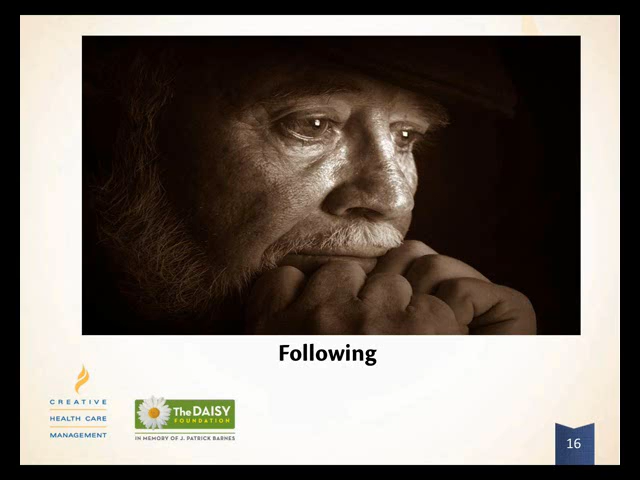 Following
CREATIVE
HEALTH CARE
MANAGEMENT
The DAISY
FOUNDATION
IN MEMORY OF J. PATRICK BARNES
16